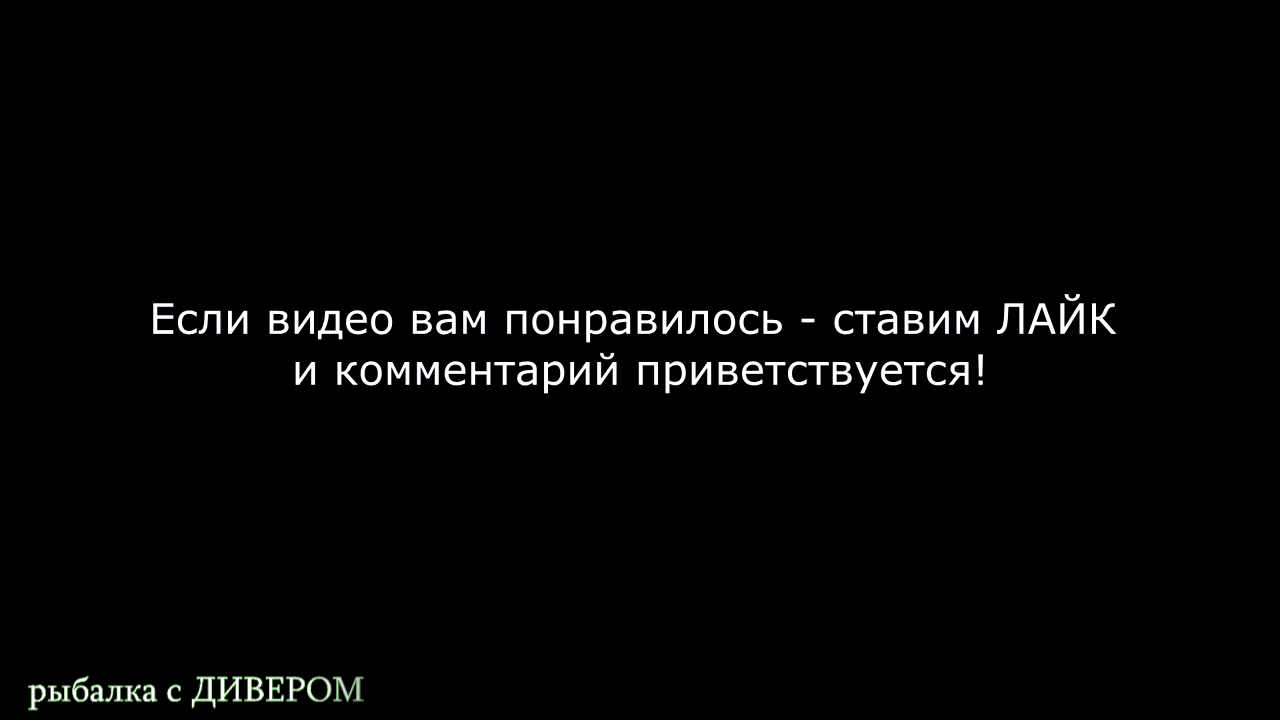 Если видео вам понравилось - ставим ЛАЙК
и комментарий приветствуется!
рыбалка с ДИВЕРОМ